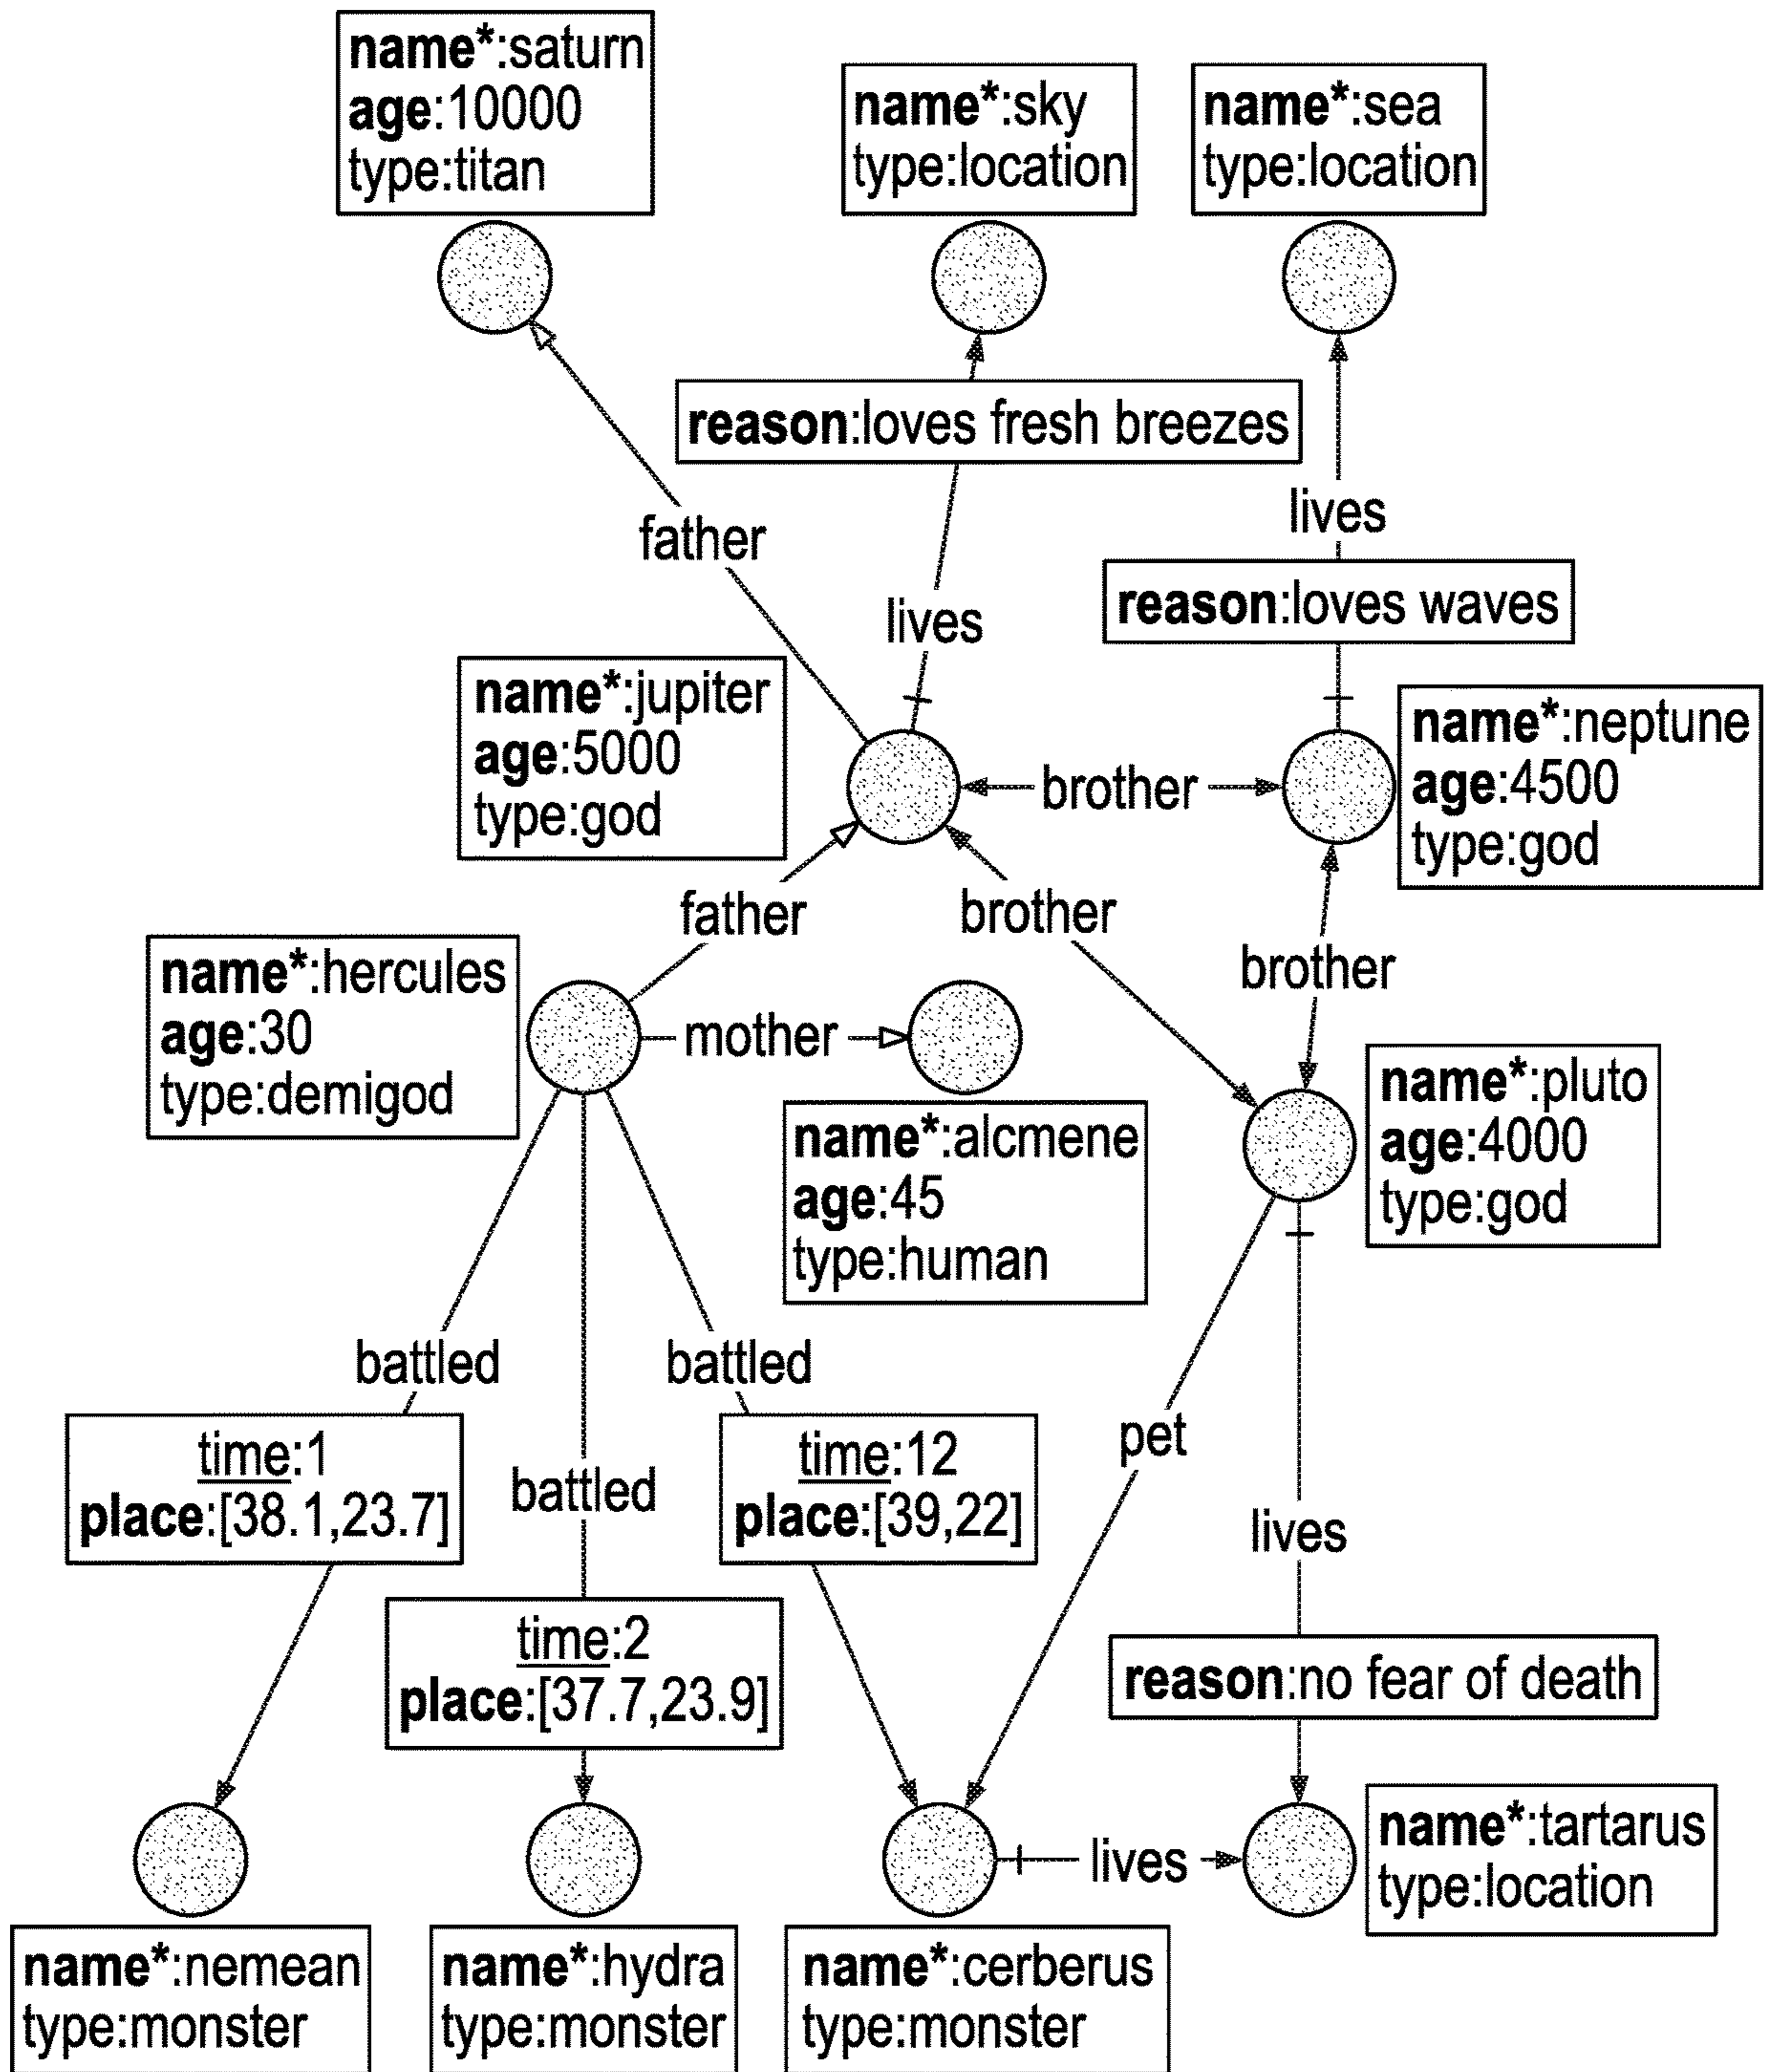 name*:saturn
age:10000
type:titan
name*:sky
type:location
name*:sea
type:location
reason:loves fresh breezes
lives
father
reason:loves waves
lives
name*:jupiter
age:5000
type:god
name*:neptune
age:4500
type:god
brother
father
brother
brother
name*:hercules
age:30
type:demigod
mother
name*:alcmene
age:45
type:human
name*:pluto
age:4000
type:god
battled
battled
pet
time:1
place:[38.1,23.7]
battled
time:12
place:[39,22]
lives
time:2
place:[37.7,23.9]
reason:no fear of death
lives
name*:tartarus
type:location
name*:nemean
type:monster
name*:hydra
type:monster
name*:cerberus
type:monster